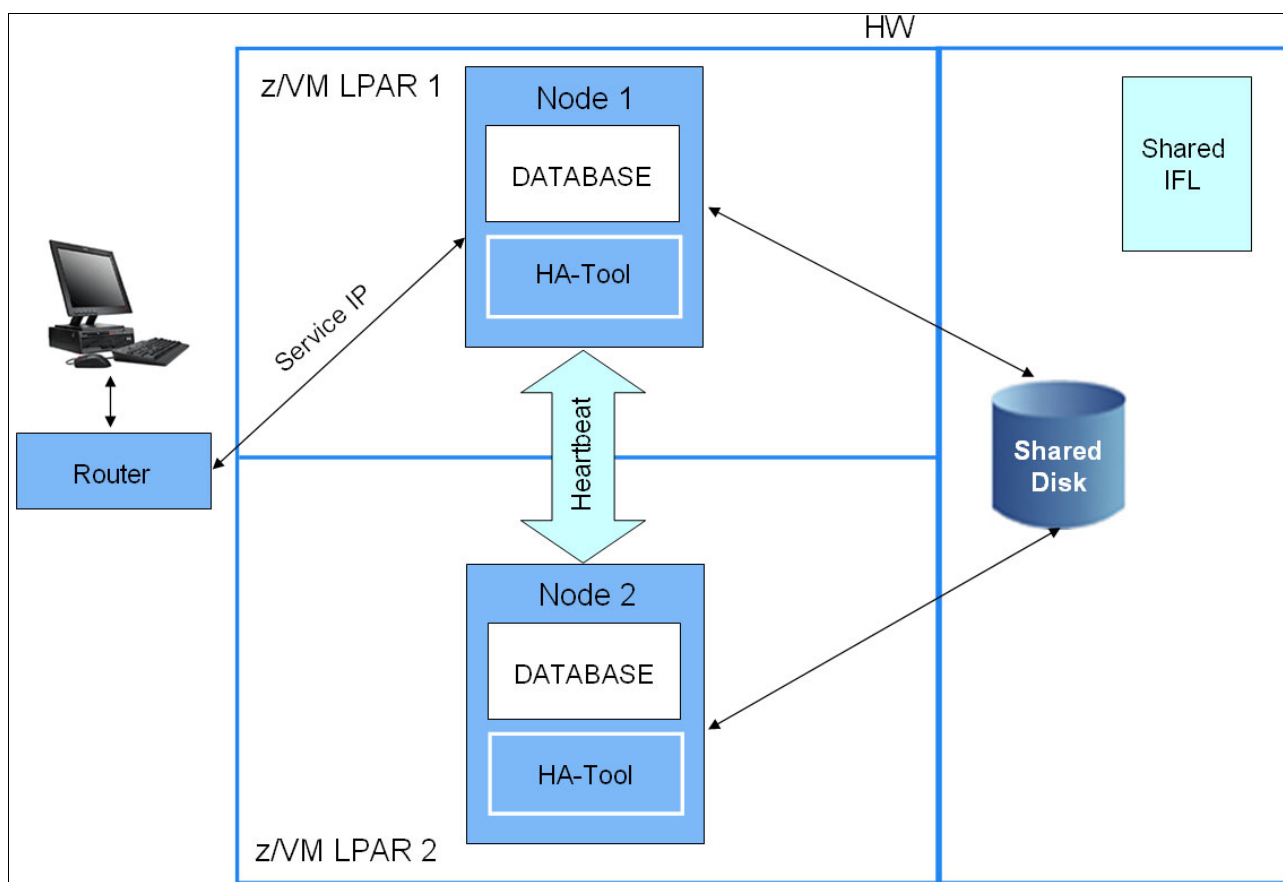 HW
z/VM LPAR 1
Node 1
DATABASE
HA-Tool
Shared
IFL
Service IP
Router
Heartbeat
Shared
Disk
Node 2
DATABASE
HA-Tool
z/VM LPAR 2